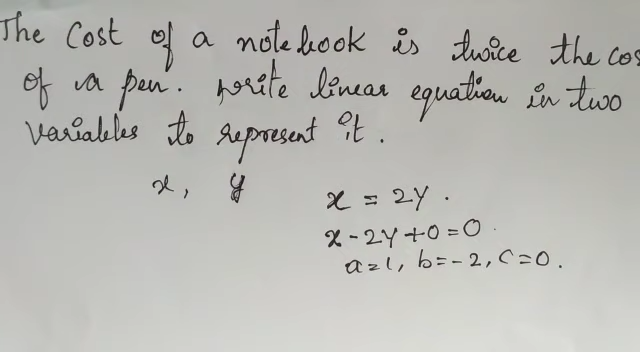 The Cost of a notebook is twice the cos
of a pen. write linear equation in two
variables to represent it.
x, y
x = 2y.
x - 2y + 0 = 0.
a = 1, b = - 2, C = 0.